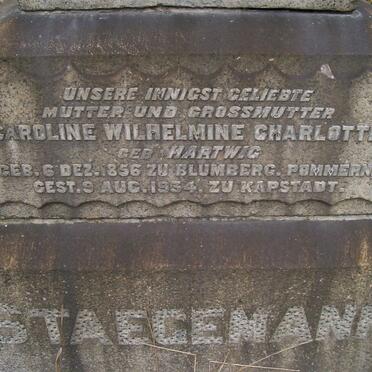 UNSERE INNIGST GELIEBTE
MUTTER UND GROSSMUTTER
CAROLINE WILHELMINE CHARLOTTE
GEB. HARTWIG
GEB. 6 DEZ. 1856 ZU BLUMBERG. POMMERN
GEST. 9 AUG. 1934. ZU KAPSTADT.
STAEGEMANN